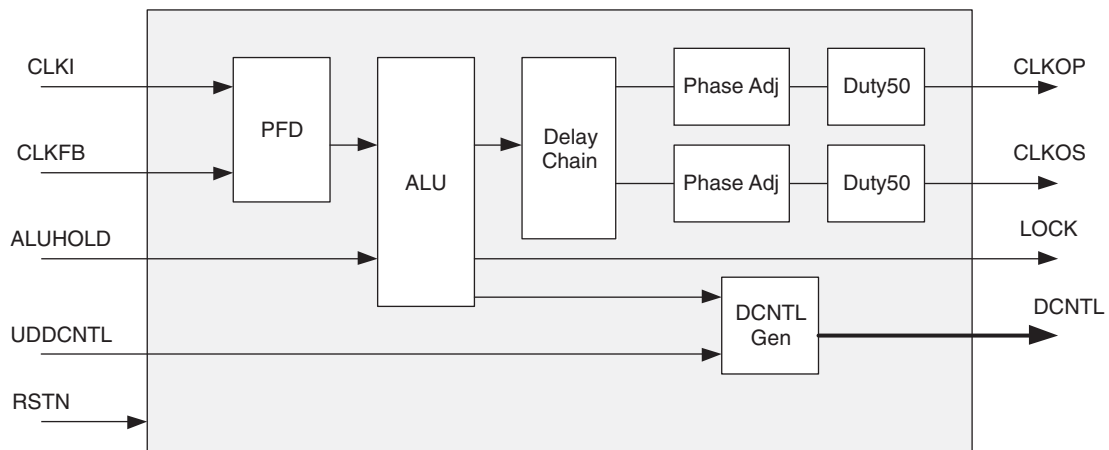 CLKI
CLKFB
ALUHOLD
UDDCNTL
RSTN
PFD
ALU
Delay
Chain
Phase Adj
Duty50
Phase Adj
Duty50
DCNTL
Gen
CLKOP
CLKOS
LOCK
DCNTL